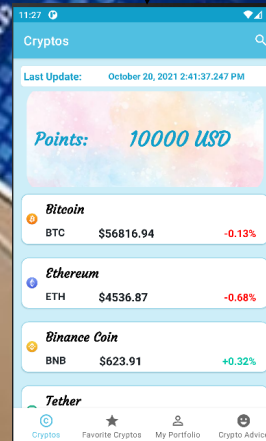 11:27
Cryptos
Last Update: October 20, 2021 2:41:37.247 PM
Points: 10000 USD
Bitcoin
BTC $56816.94 -0.13%
Ethereum
ETH $4536.87 -0.68%
Binance Coin
BNB $623.91 +0.32%
Tether
Cryptos Favorite Cryptos My Portfolio Crypto Advice